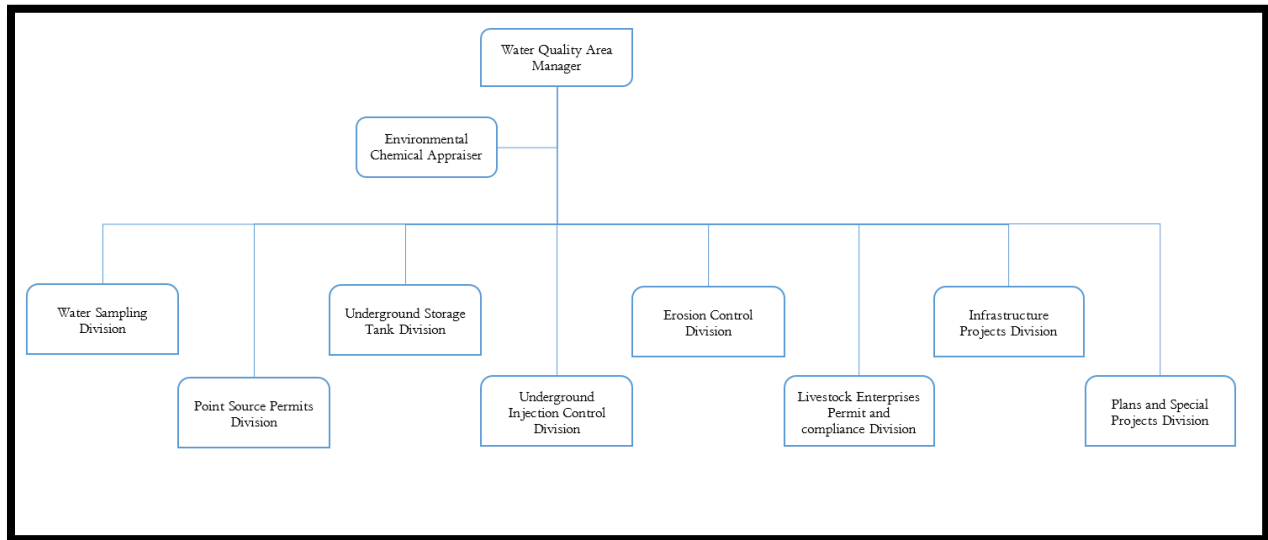 Water Quality Area
Manager
Environmental
Chemical Appraiser
Water Sampling
Division
Underground Storage
Tank Division
Erosion Control
Division
Infrastructure
Projects Division
Point Source Permits
Division
Underground
Injection Control
Division
Livestock Enterprises
Permit and
compliance Division
Plans and Special
Projects Division